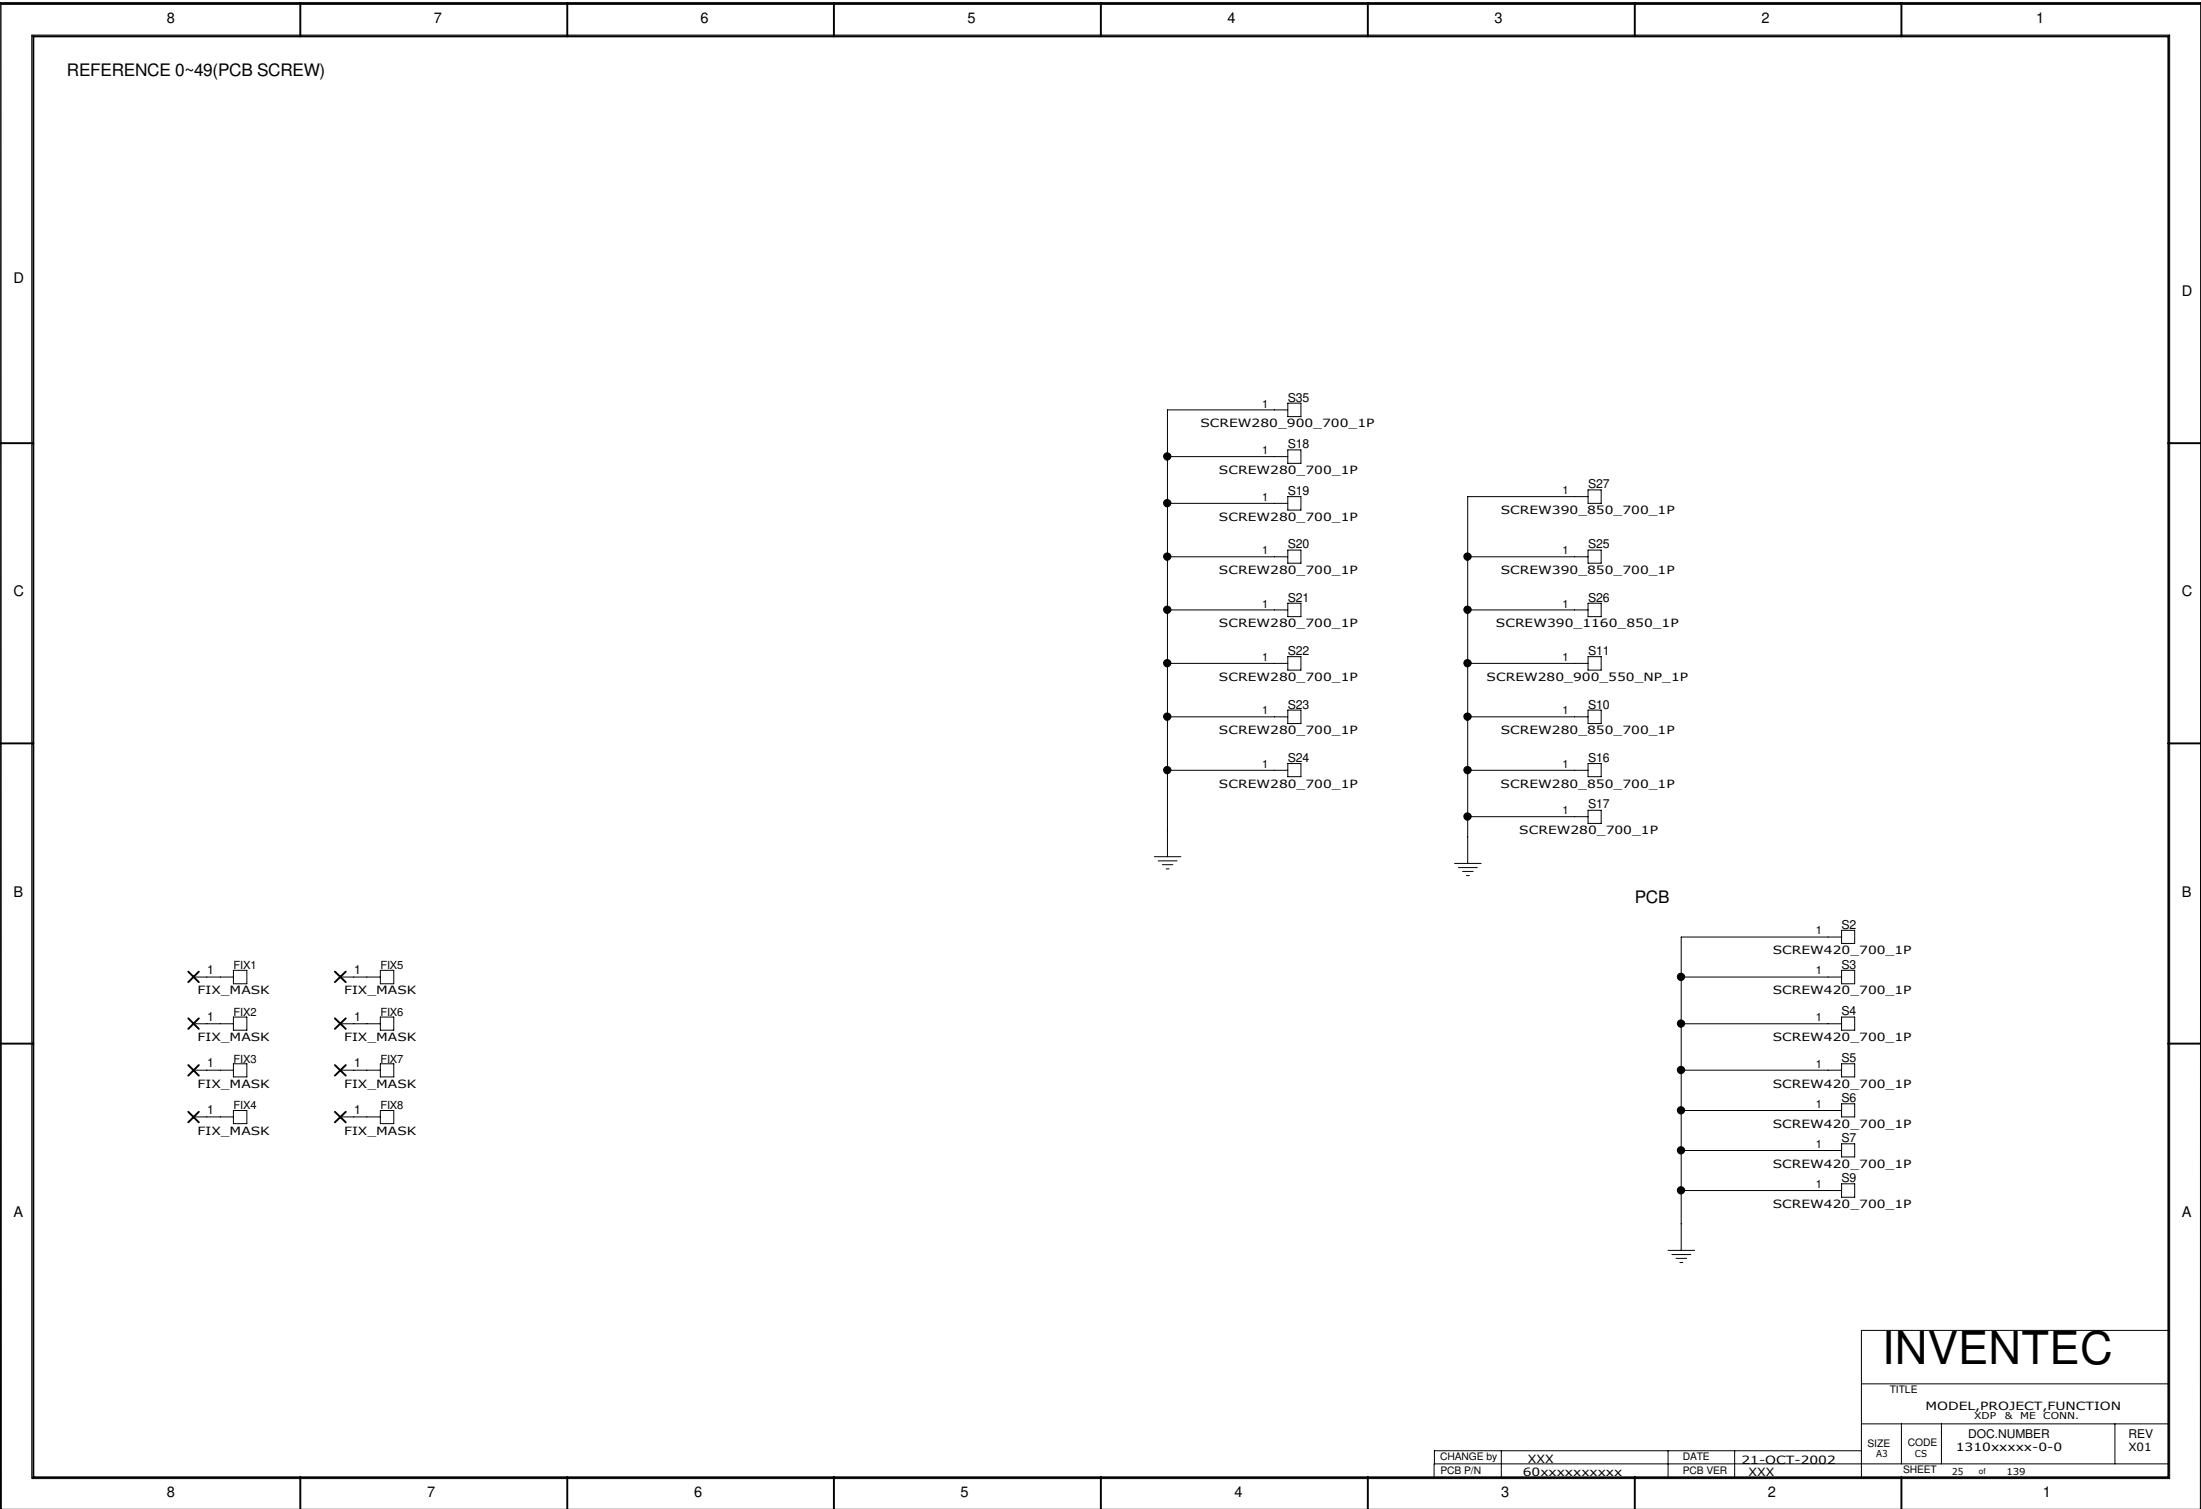 8 7 6 5 4 3 2 1
REFERENCE 0~49(PCB SCREW)
D
D
1 S35
SCREW280_900_700_1P
1 S18
SCREW280_700_1P
1 S19
SCREW280_700_1P
1 S20
SCREW280_700_1P
1 S21
SCREW280_700_1P
1 S22
SCREW280_700_1P
1 S23
SCREW280_700_1P
1 S24
SCREW280_700_1P
1 S27
SCREW390_850_700_1P
1 S25
SCREW390_850_700_1P
1 S26
SCREW390_1160_850_1P
1 S11
SCREW280_900_550_NP_1P
1 S10
SCREW280_850_700_1P
1 S16
SCREW280_850_700_1P
1 S17
SCREW280_700_1P
C
C
B
B
PCB
1 S2
SCREW420_700_1P
1 S3
SCREW420_700_1P
1 S4
SCREW420_700_1P
1 S5
SCREW420_700_1P
1 S6
SCREW420_700_1P
1 S7
SCREW420_700_1P
1 S9
SCREW420_700_1P
1 FIX1
FIX_MASK
1 FIX2
FIX_MASK
1 FIX3
FIX_MASK
1 FIX4
FIX_MASK
1 FIX5
FIX_MASK
1 FIX6
FIX_MASK
1 FIX7
FIX_MASK
1 FIX8
FIX_MASK
A
A
INVENTEC
TITLE
MODEL,PROJECT,FUNCTION
XDP & ME CONN.
SIZE CODE DOC.NUMBER REV
A3 CS 1310xxxxx-0-0 X01
CHANGE by XXX DATE 21-OCT-2002
PCB P/N 60xxxxxxxxxx PCB VER XXX
SHEET 25 of 139
8 7 6 5 4 3 2 1